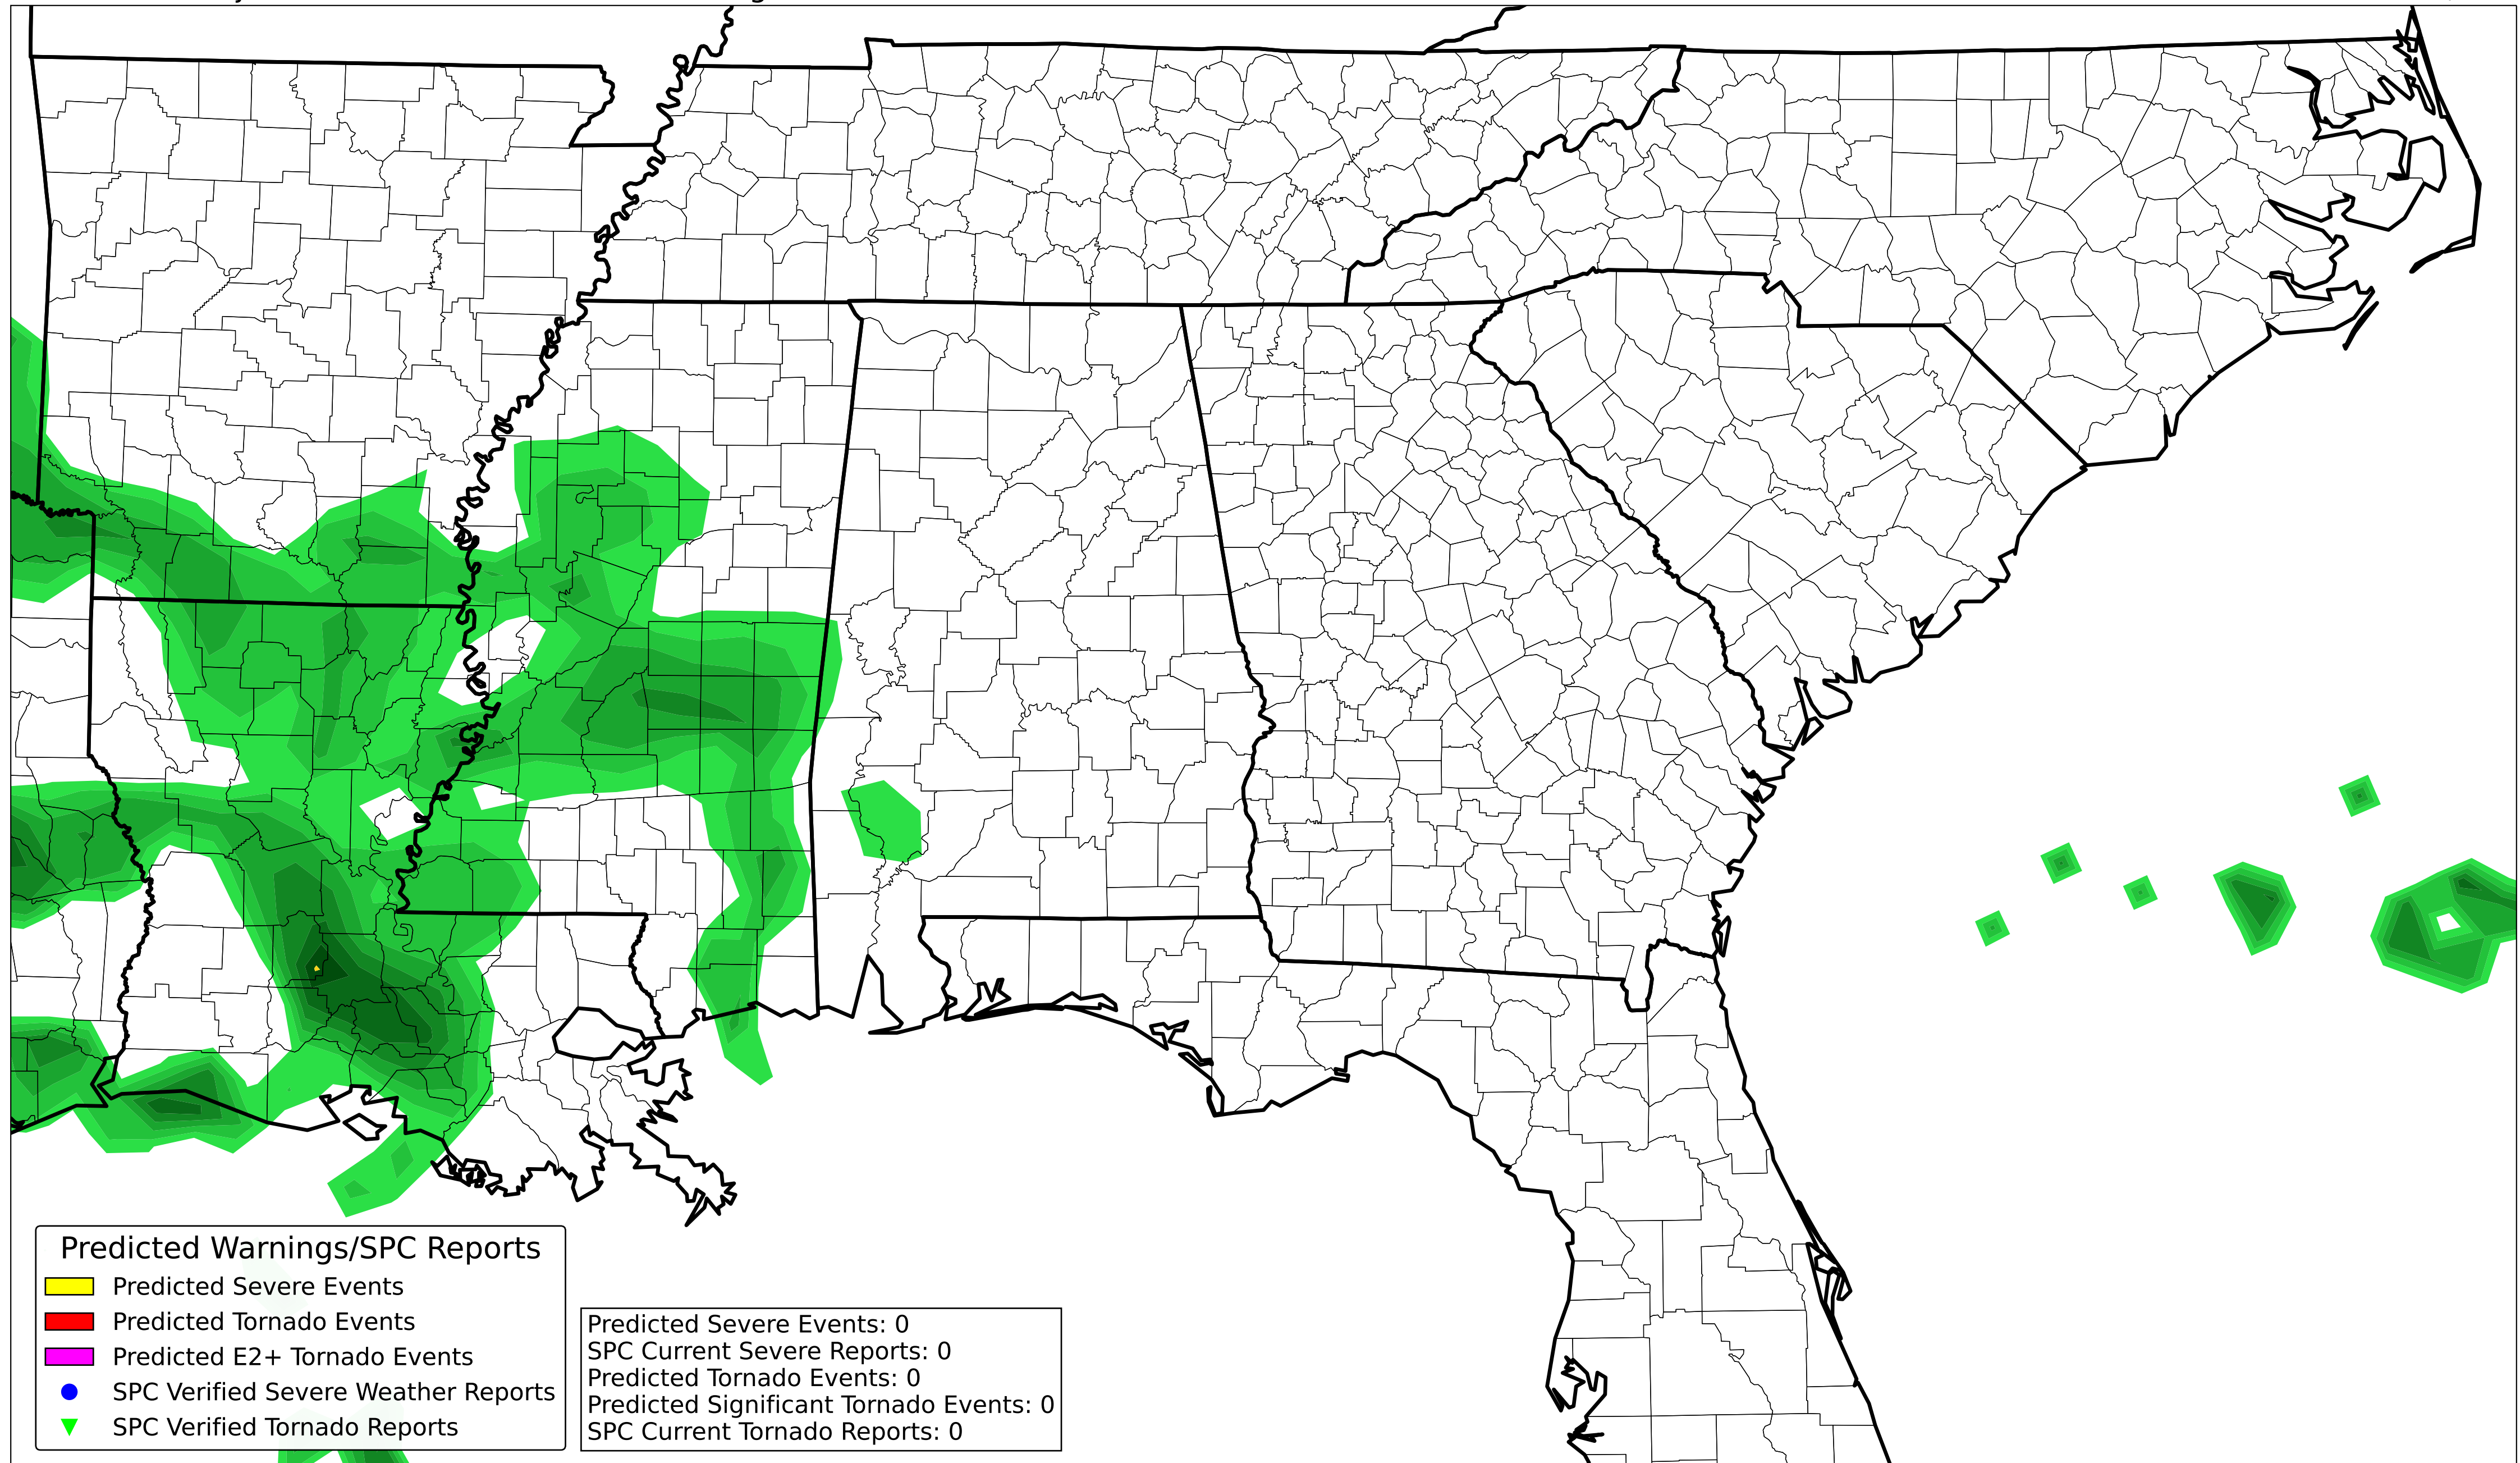 Predicted Warnings/SPC Reports
Predicted Severe Events
Predicted Tornado Events
Predicted E2+ Tornado Events
SPC Verified Severe Weather Reports
SPC Verified Tornado Reports
Predicted Severe Events: 0
SPC Current Severe Reports: 0
Predicted Tornado Events: 0
Predicted Significant Tornado Events: 0
SPC Current Tornado Reports: 0